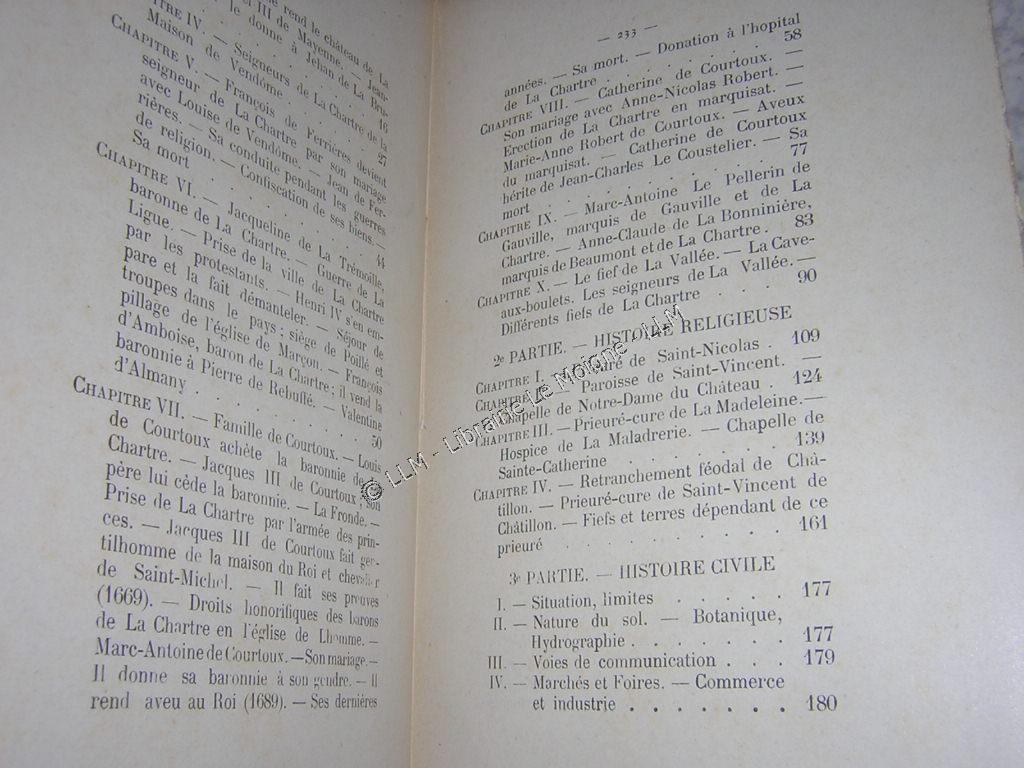 rend le château de La
et III de Mayenne. — Jean-
le donne à Jehan de La Bru-
16
CHAPITRE IV. — Seigneurs de La Chartre de la
Maison de Vendôme . . . . . . 27
CHAPITRE V. — François de Ferrières devient
seigneur de La Chartre par son mariage
avec Louise de Vendôme. — Jean de Fer-
rières. — Sa conduite pendant les guerres
de religion. — Confiscation de ses biens. —
Sa mort . . . . . . . . 44
CHAPITRE VI. — Jacqueline de La Trémoille,
baronne de La Chartre. — Guerre de La
Ligue. — Prise de la ville de La Chartre
par les protestants. — Henri IV s'en em-
pare et la fait démanteler. — Séjour de
troupes dans le pays ; siège de Poillé et
pillage de l'église de Marçon. — François
d'Amboise, baron de La Chartre ; il vend la
baronnie à Pierre de Rebuffé. — Valentine
d'Almany . . . . . . . . 50
CHAPITRE VII. — Famille de Courtoux. — Louis
de Courtoux achète la baronnie de La
Chartre. — Jacques III de Courtoux ; son
père lui cède la baronnie. — La Fronde. —
Prise de La Chartre par l'armée des prin-
ces. — Jacques III de Courtoux fait gen-
tilhomme de la maison du Roi et chevalier
de Saint-Michel. — Il fait ses preuves
(1669). — Droits honorifiques des barons
de La Chartre en l'église de Lhomme. —
Marc-Antoine de Courtoux. — Son mariage. —
Il donne sa baronnie à son gendre. — Il
rend aveu au Roi (1689). — Ses dernières
— 233 —
années. — Sa mort. — Donation à l'hopital
de La Chartre . . . . . . . 58
CHAPITRE VIII. — Catherine de Courtoux. —
Son mariage avec Anne-Nicolas Robert. —
Erection de La Chartre en marquisat. —
Marie-Anne Robert de Courtoux. — Aveux
du marquisat. — Catherine de Courtoux
hérite de Jean-Charles Le Coustelier. — Sa
mort . . . . . . . . . 77
CHAPITRE IX. — Marc-Antoine Le Pellerin de
Gauville, marquis de Gauville et de La
Chartre. — Anne-Claude de La Bonninière,
marquis de Beaumont et de La Chartre . 83
CHAPITRE X. — Le fief de La Vallée. — La Cave-
aux-boulets. Les seigneurs de La Vallée. —
Différents fiefs de La Chartre . . . 90
2e PARTIE. — HISTOIRE RELIGIEUSE
CHAPITRE I. — de Saint-Nicolas . 109
CHAPITRE II. — Paroisse de Saint-Vincent. —
Chapelle de Notre-Dame du Château . 124
CHAPITRE III. — Prieuré-cure de La Madeleine. —
Hospice de La Maladrerie. — Chapelle de
Sainte-Catherine . . . . . . 139
CHAPITRE IV. — Retranchement féodal de Châ-
tillon. — Prieuré-cure de Saint-Vincent de
Châtillon. — Fiefs et terres dépendant de ce
prieuré . . . . . . . . 161
3e PARTIE. — HISTOIRE CIVILE
I. — Situation, limites . . . . . 177
II. — Nature du sol. — Botanique,
Hydrographie . . . . . . . 177
III. — Voies de communication . . . 179
IV. — Marchés et Foires. — Commerce
et industrie . . . . . . . 180
© LLM - Librairie Le Moigne - LLM